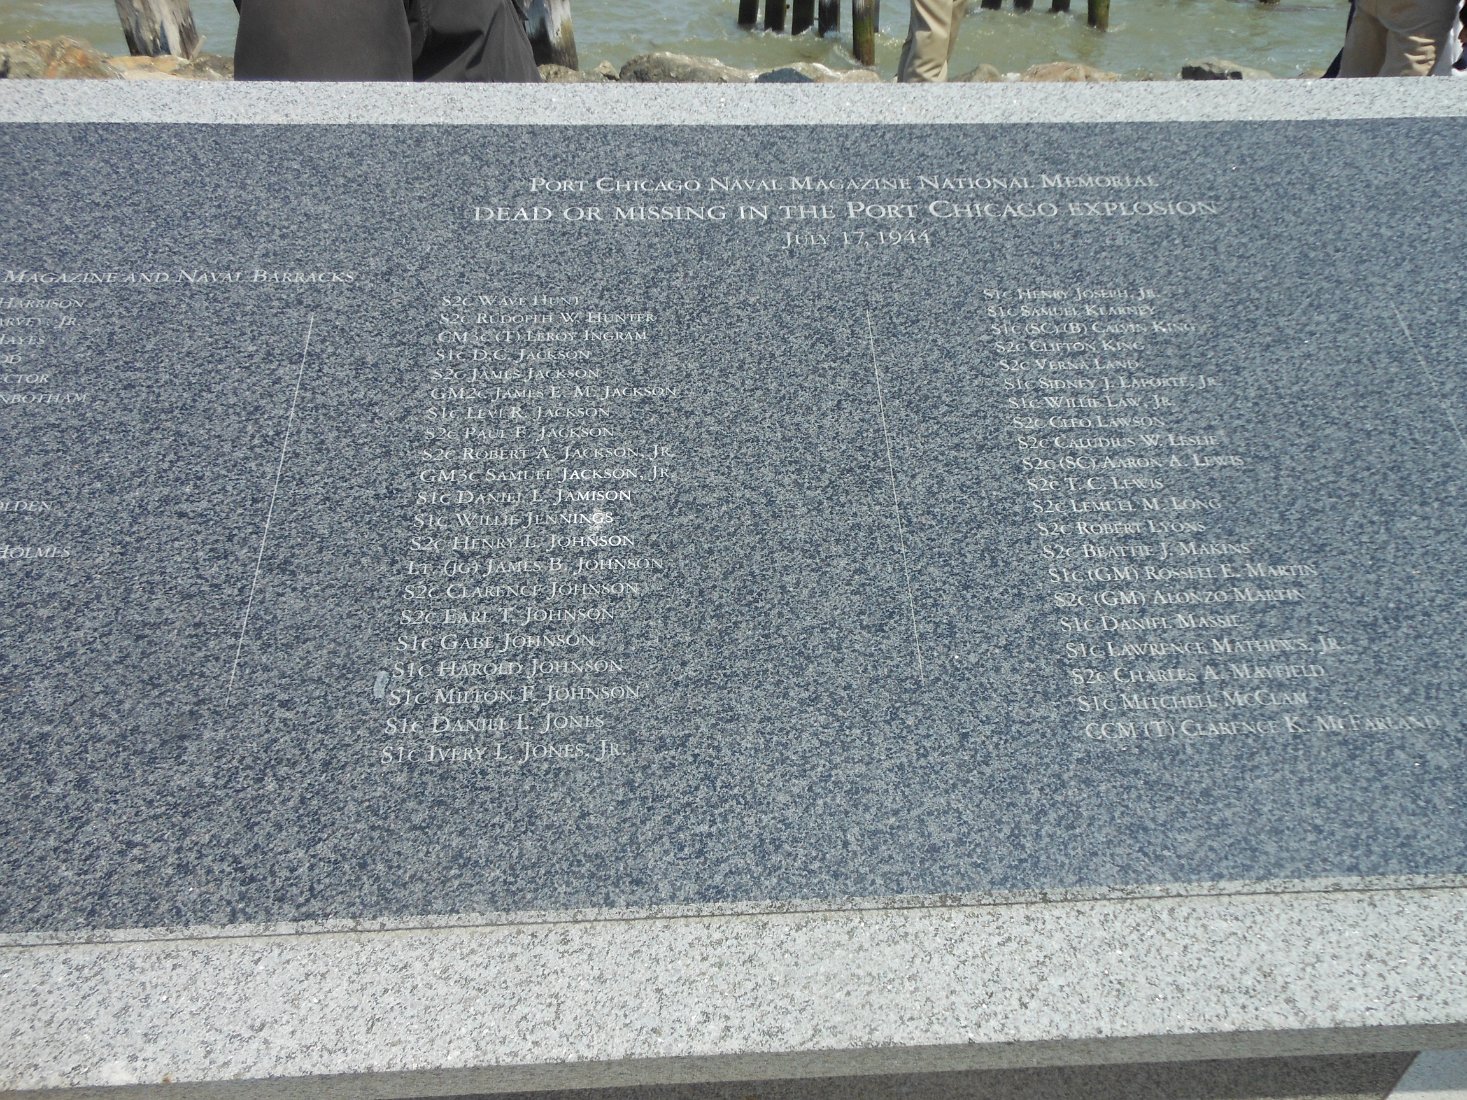 Port Chicago Naval Magazine National Memorial
Dead or missing in the Port Chicago explosion
July 17, 1944
Magazine and Naval Barracks
Harrison
Jr
Hayes
Holmes
S2c Wave Hunt
S2c Rudolph W. Hunter
CM3c (T) Leroy Ingram
S1c D.C. Jackson
S2c James Jackson
GM2c James E. M. Jackson
S1c Levi R. Jackson
S2c Paul F. Jackson
S2c Robert A. Jackson, Jr.
GM3c Samuel Jackson, Jr
S1c Daniel L. Jamison
S1c Willie Jennings
S2c Henry L. Johnson
Lt. (jg) James B. Johnson
S2c Clarence Johnson
S2c Earl T. Johnson
S1c Gabe Johnson
S1c Harold Johnson
S1c Milton F. Johnson
S1c Daniel L. Jones
S1c Ivery L. Jones, Jr.
S1c Henry Joseph, Jr.
S1c Samuel Kearney
S1c (SC) (B) Calvin King
S2c Clifton King
S2c Verna Land
S1c Sidney J. Laporte, Jr
S1c Willie Law, Jr.
S2c Cleo Lawson
S2c Caludius W. Leslie
S2c (SC) Aaron A. Lewis
S2c T. C. Lewis
S2c Lemuel M. Long
S2c Robert Lyons
S2c Beattie J. Makins
S1c (GM) Rossell E. Martin
S2c (GM) Alonzo Martin
S1c Daniel Massie
S1c Lawrence Mathews, Jr.
S2c Charles A. Mayfield
S1c Mitchell McClam
CCM (T) Clarence K. McFarland